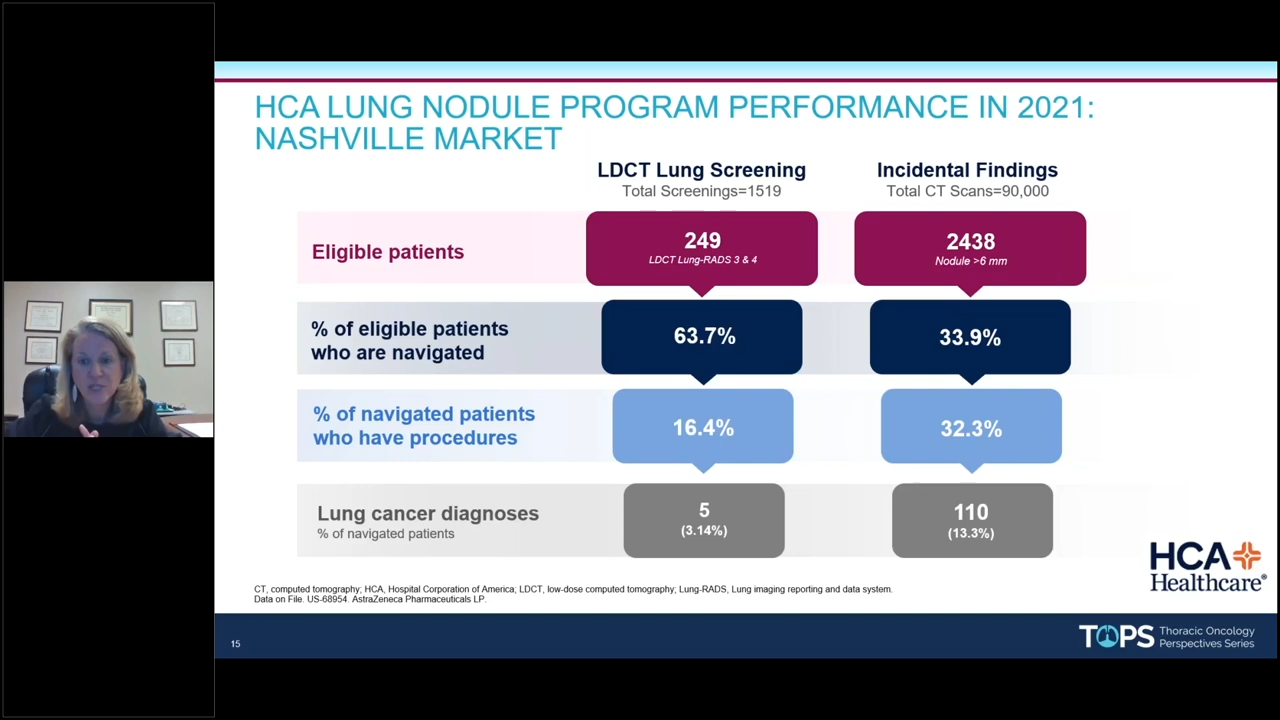 HCA LUNG NODULE PROGRAM PERFORMANCE IN 2021:
NASHVILLE MARKET
LDCT Lung Screening
Total Screenings=1519
Incidental Findings
Total CT Scans=90,000
Eligible patients
249
LDCT Lung-RADS 3 & 4
2438
Nodule >6 mm
% of eligible patients
who are navigated
63.7%
33.9%
% of navigated patients
who have procedures
16.4%
32.3%
Lung cancer diagnoses
% of navigated patients
5
(3.14%)
110
(13.3%)
HCA
Healthcare®
CT, computed tomography; HCA, Hospital Corporation of America; LDCT, low-dose computed tomography; Lung-RADS, Lung imaging reporting and data system.
Data on File. US-68954. AstraZeneca Pharmaceuticals LP.
15
TOPS
Thoracic Oncology
Perspectives Series